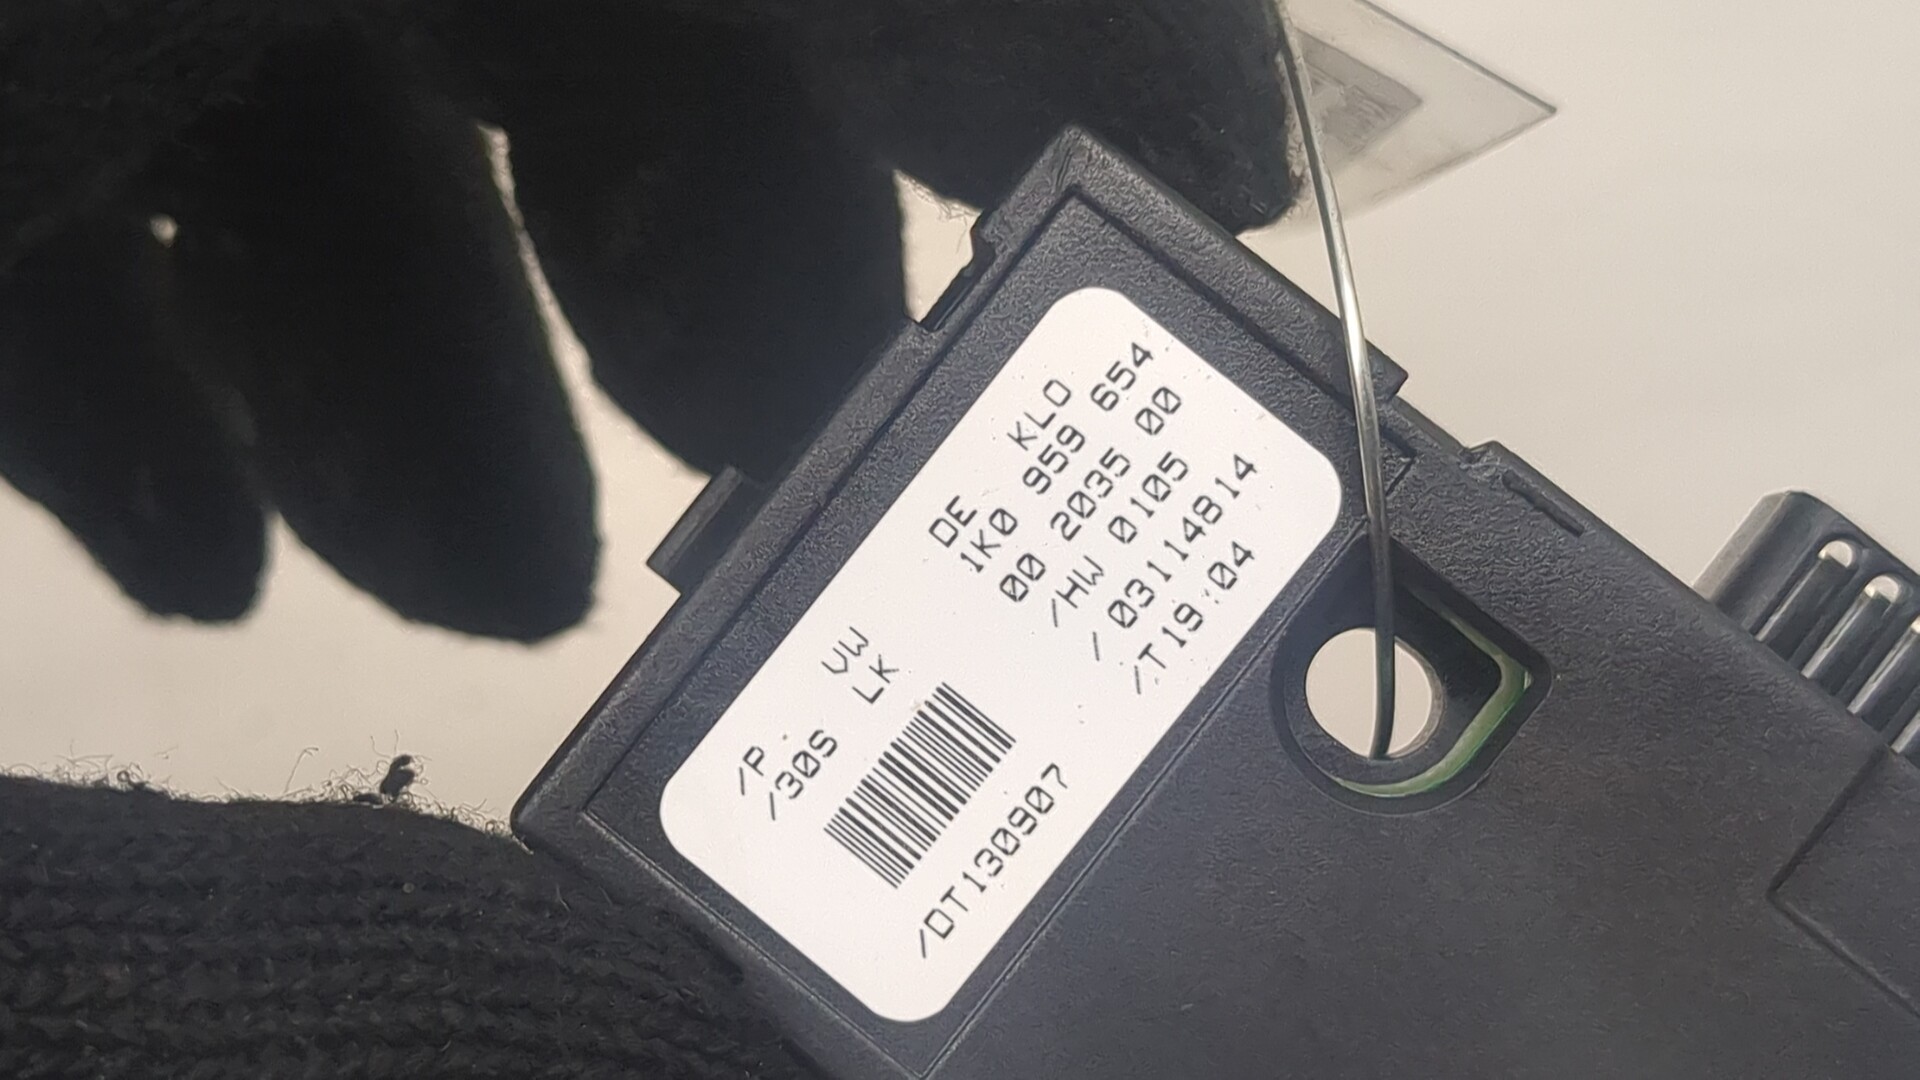 /P VW DE KLO
/30S LK 1K0 959 654
00 2035 00
/HW 0105
/ 03114814
/DT130907 /T19:04